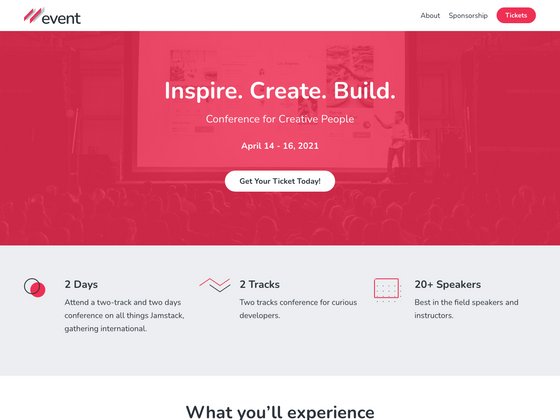 event
About Sponsorship Tickets
Inspire. Create. Build.
Conference for Creative People
April 14 - 16, 2021
Get Your Ticket Today!
2 Days
Attend a two-track and two days
conference on all things Jamstack,
gathering international.
2 Tracks
Two tracks conference for curious
developers.
20+ Speakers
Best in the field speakers and
instructors.
What you’ll experience